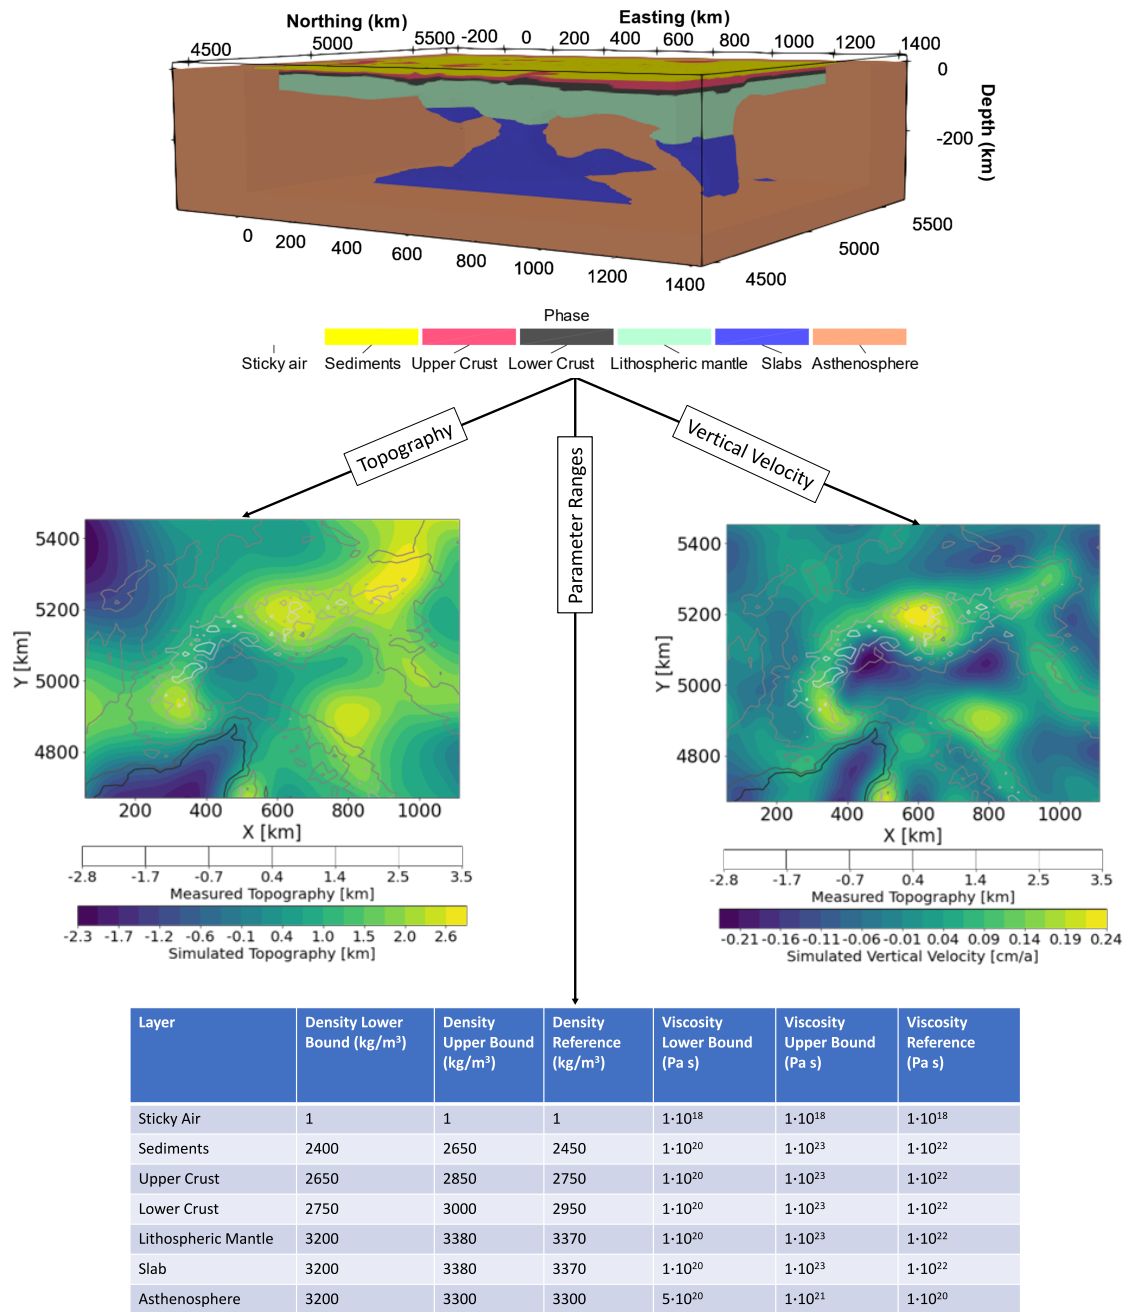 Northing (km)
Easting (km)
4500
5000
5500
-200
0
200
400
600
800
1000
1200
1400
0
-200
Depth (km)
0
200
400
600
800
1000
1200
1400
4500
5000
5500
Phase
Sticky air
Sediments
Upper Crust
Lower Crust
Lithospheric mantle
Slabs
Asthenosphere
Topography
Parameter Ranges
Vertical Velocity
5400
5200
5000
4800
Y [km]
200 400 600 800 1000
X [km]
-2.8 -1.7 -0.7 0.4 1.4 2.5 3.5
Measured Topography [km]
-2.3 -1.7 -1.2 -0.6 -0.1 0.4 1.0 1.5 2.0 2.6
Simulated Topography [km]
5400
5200
5000
4800
Y [km]
200 400 600 800 1000
X [km]
-2.8 -1.7 -0.7 0.4 1.4 2.5 3.5
Measured Topography [km]
-0.21 -0.16 -0.11 -0.06 -0.01 0.04 0.09 0.14 0.19 0.24
Simulated Vertical Velocity [cm/a]
Layer
Density Lower
Bound (kg/m³)
Density
Upper Bound
(kg/m³)
Density
Reference
(kg/m³)
Viscosity
Lower Bound
(Pa s)
Viscosity
Upper Bound
(Pa s)
Viscosity
Reference
(Pa s)
Sticky Air 1 1 1 1·10¹⁸ 1·10¹⁸ 1·10¹⁸
Sediments 2400 2650 2450 1·10²⁰ 1·10²³ 1·10²²
Upper Crust 2650 2850 2750 1·10²⁰ 1·10²³ 1·10²²
Lower Crust 2750 3000 2950 1·10²⁰ 1·10²³ 1·10²²
Lithospheric Mantle 3200 3380 3370 1·10²⁰ 1·10²³ 1·10²²
Slab 3200 3380 3370 1·10²⁰ 1·10²³ 1·10²²
Asthenosphere 3200 3300 3300 5·10²⁰ 1·10²¹ 1·10²⁰